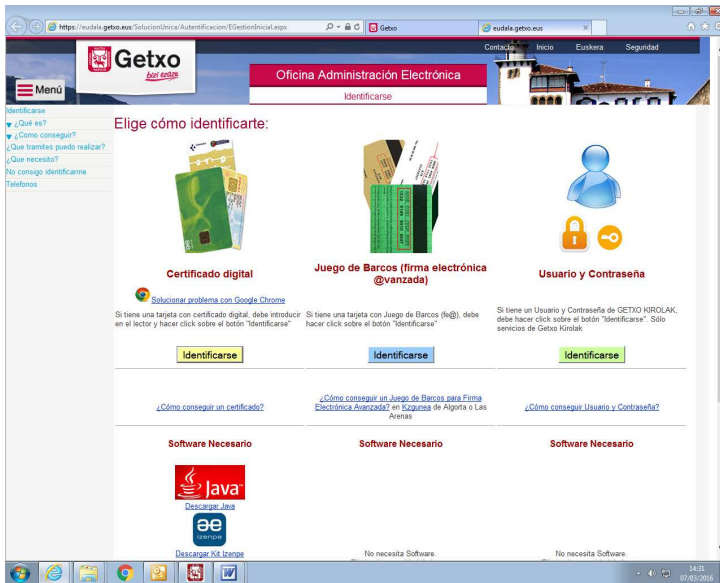 https://eudala.getxo.eus/SolucionUnica/Autentificacion/EGestionInicial.aspx
Getxo
eudala.getxo.eus
Contacto Inicio Euskera Seguridad
Getxo
bizi ezazu
Oficina Administración Electrónica
Identificarse
Menú
Identificarse
¿Qué es?
¿Como conseguir?
¿Que tramites puedo realizar?
¿Que necesito?
No consigo identificarme
Telefonos
Elige cómo identificarte:
Certificado digital
Solucionar problema con Google Chrome
Si tiene una tarjeta con certificado digital, debe introducir
en el lector y hacer click sobre el botón "Identificarse"
Identificarse
¿Cómo conseguir un certificado?
Software Necesario
Java
Descargar Java
izenpe
Descargar Kit Izenpe
Juego de Barcos (firma electrónica
@vanzada)
Si tiene una tarjeta con Juego de Barcos (fe@), debe
hacer click sobre el botón "Identificarse"
Identificarse
¿Cómo conseguir un Juego de Barcos para Firma
Electrónica Avanzada? en Kzgunea de Algorta o Las
Arenas
Software Necesario
No necesita Software.
Usuario y Contraseña
Si tiene un Usuario y Contraseña de GETXO KIROLAK,
debe hacer click sobre el botón "Identificarse". Sólo
servicios de Getxo Kirolak
Identificarse
¿Cómo conseguir Usuario y Contraseña?
Software Necesario
No necesita Software.
14:31
07/03/2016